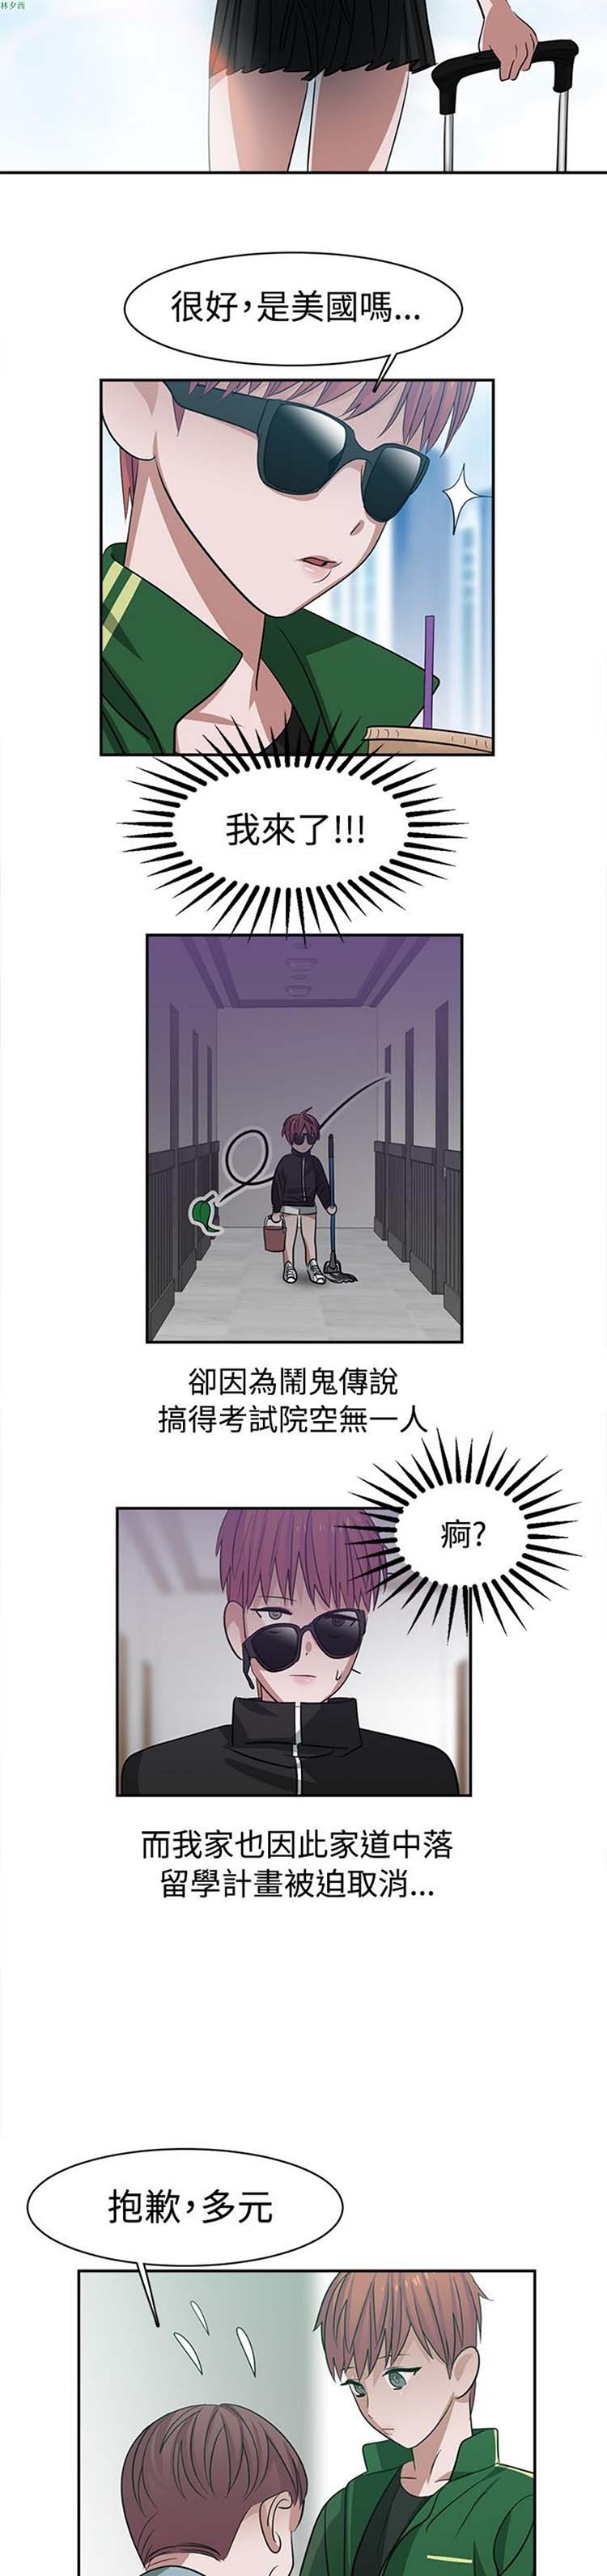 林夕西
很好，是美國嗎...
我來了!!!
卻因為鬧鬼傳說
搞得考試院空無一人
痾?
而我家也因此家道中落
留學計畫被迫取消...
抱歉，多元